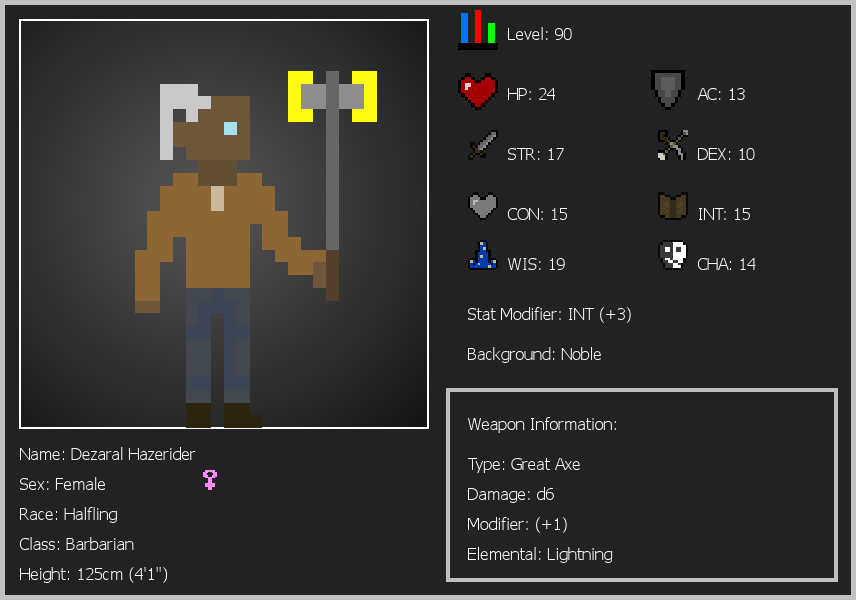 Level: 90
HP: 24
AC: 13
STR: 17
DEX: 10
CON: 15
INT: 15
WIS: 19
CHA: 14
Stat Modifier: INT (+3)
Background: Noble
Weapon Information:
Type: Great Axe
Damage: d6
Modifier: (+1)
Elemental: Lightning
Name: Dezaral Hazerider
Sex: Female
Race: Halfling
Class: Barbarian
Height: 125cm (4'1")